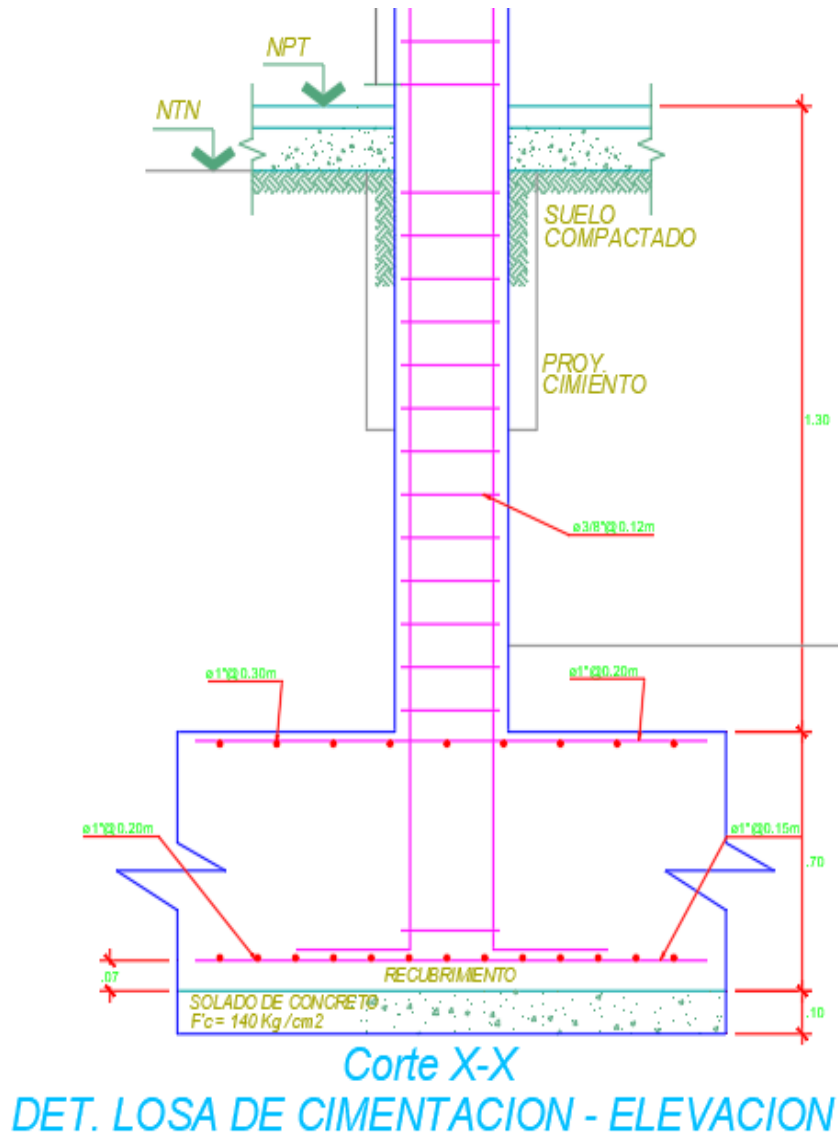 NPT
NTN
SUELO
COMPACTADO
PROY.
CIMIENTO
1.30
ø3/8"@0.12m
ø1"@0.30m
ø1"@0.20m
ø1"@0.20m
ø1"@0.15m
.70
.07
RECUBRIMIENTO
SOLADO DE CONCRETO
F'c = 140 Kg/cm2
.10
Corte X-X
DET. LOSA DE CIMENTACION - ELEVACION